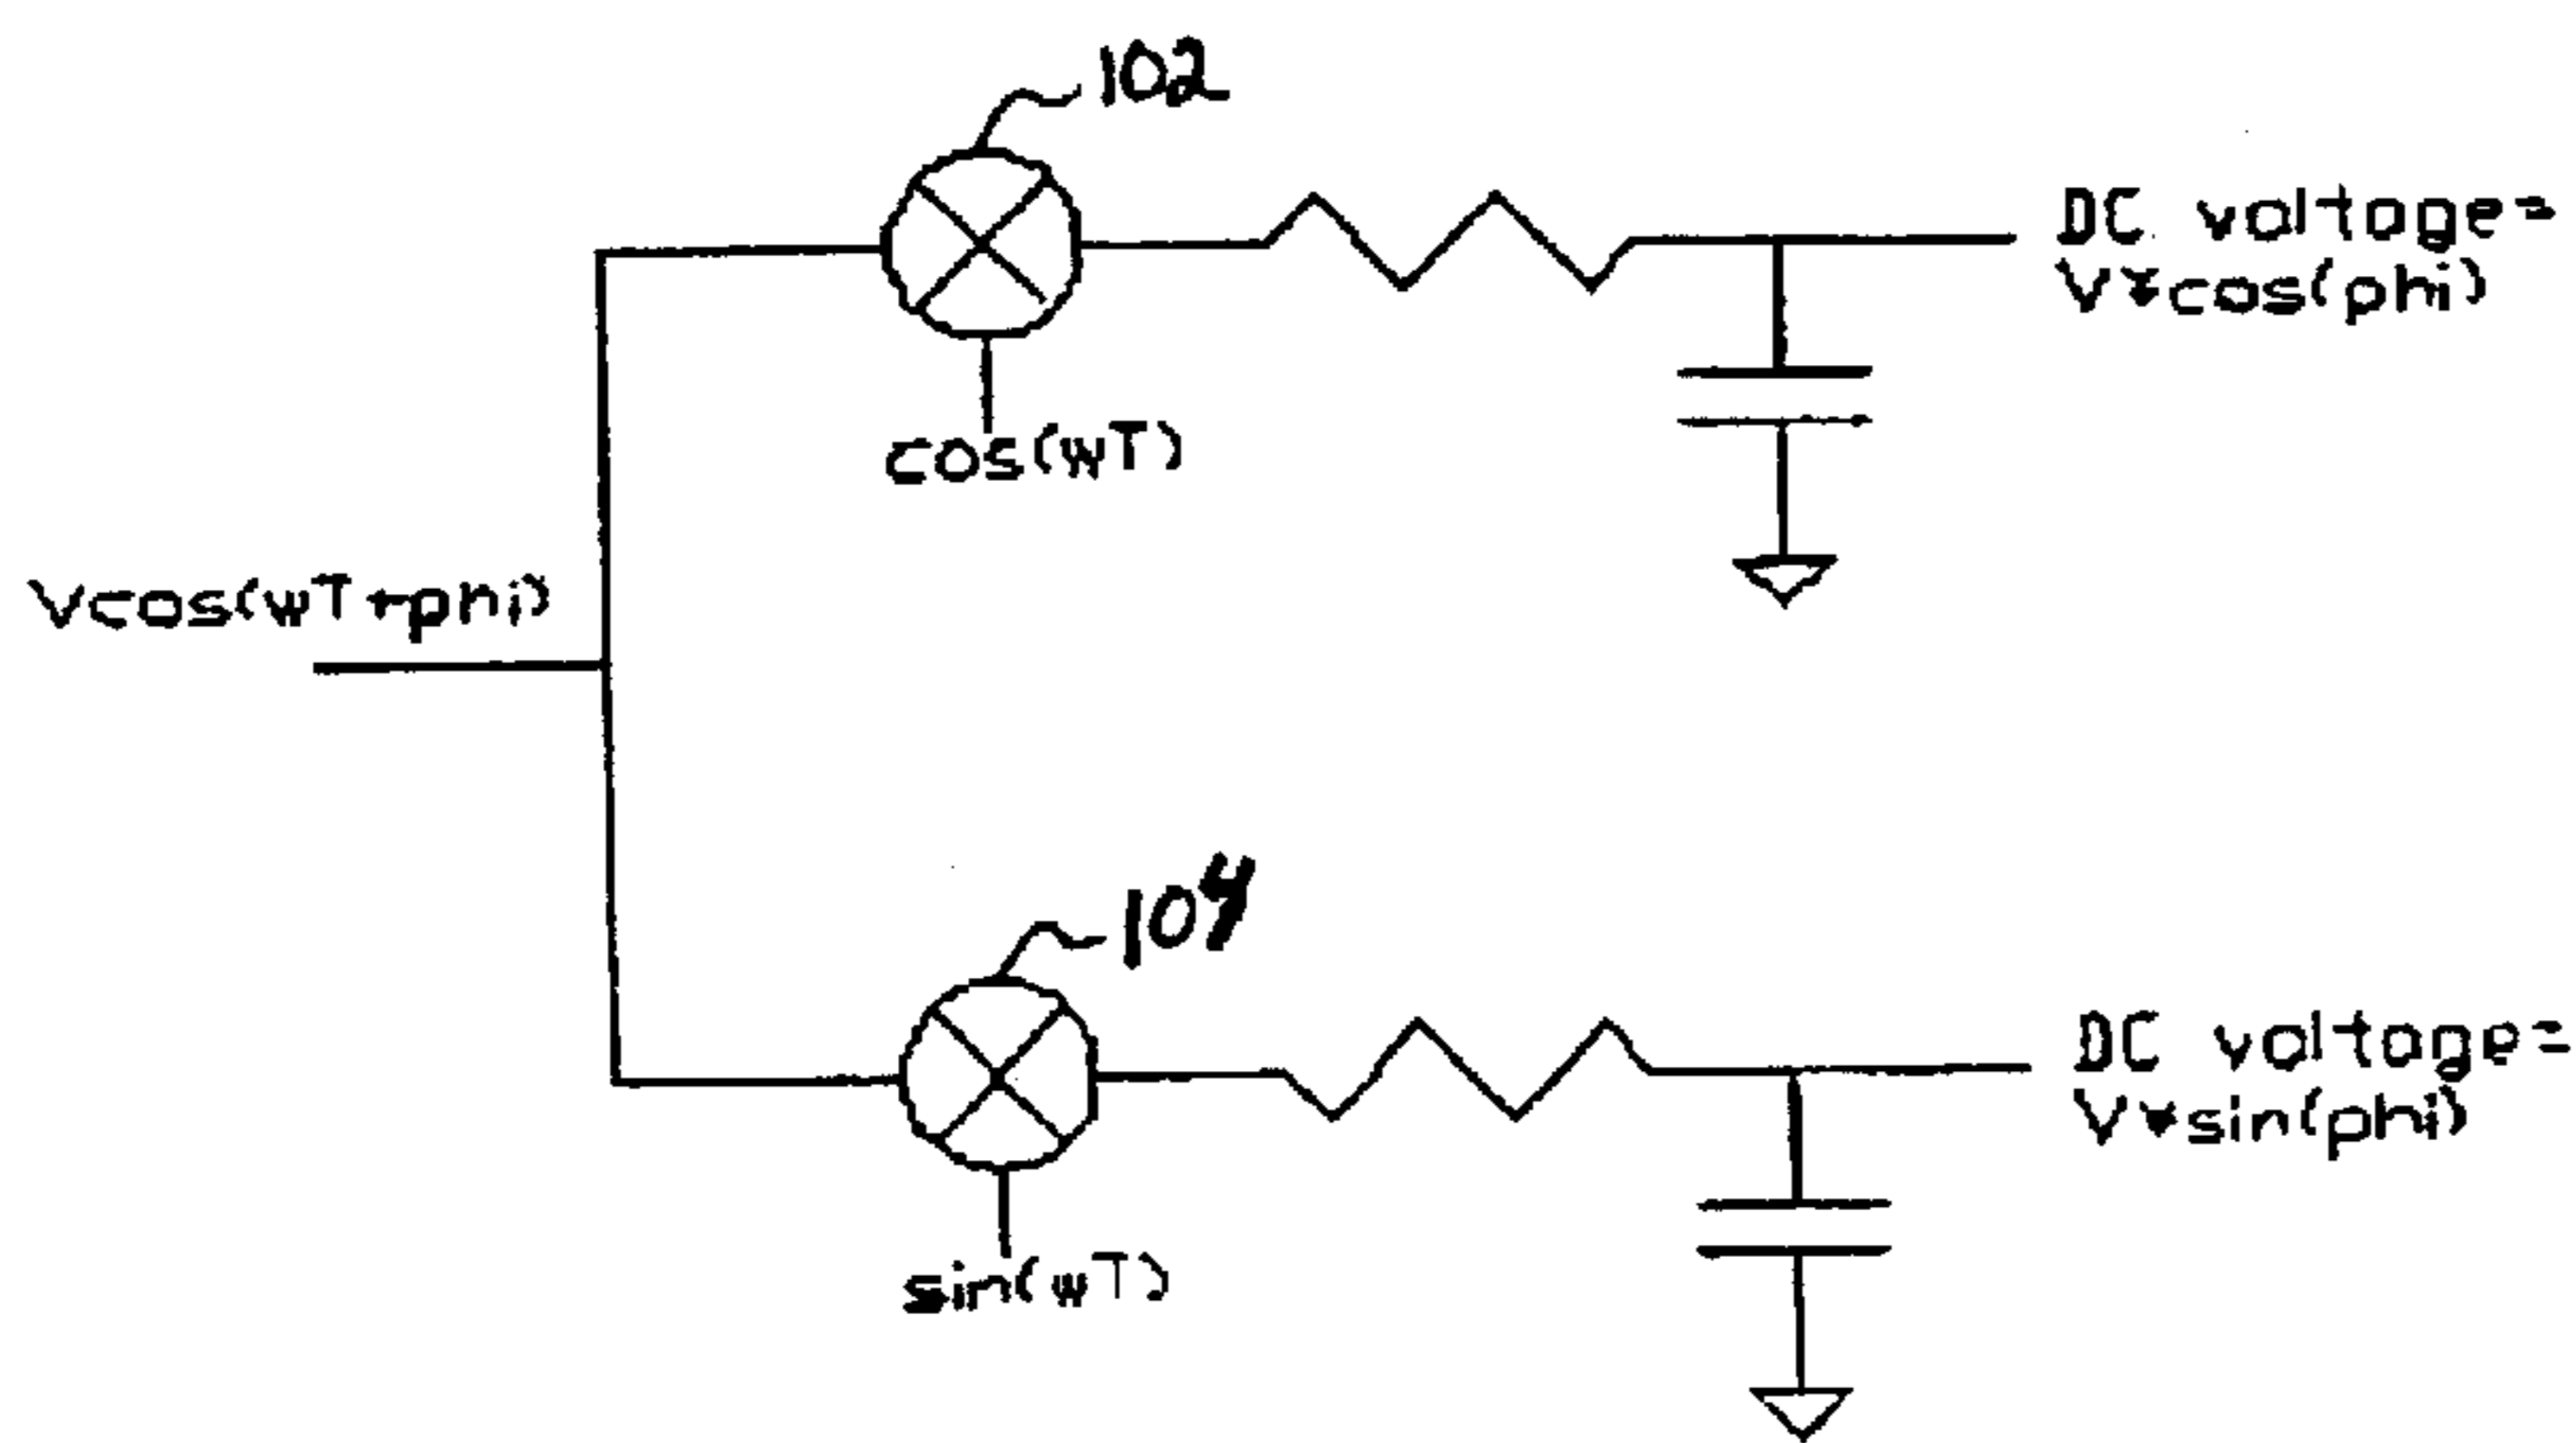 102
DC voltage=
V*cos(phi)
cos(wT)
Vcos(wT+phi)
104
DC voltage=
V*sin(phi)
sin(wT)